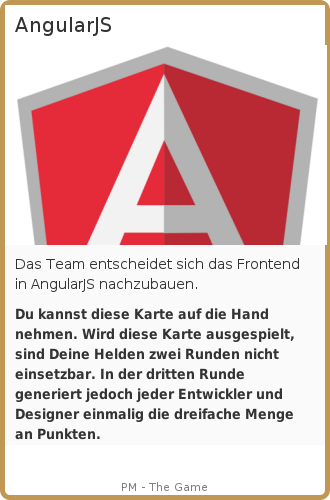 AngularJS
Das Team entscheidet sich das Frontend
in AngularJS nachzubauen.
Du kannst diese Karte auf die Hand
nehmen. Wird diese Karte ausgespielt,
sind Deine Helden zwei Runden nicht
einsetzbar. In der dritten Runde
generiert jedoch jeder Entwickler und
Designer einmalig die dreifache Menge
an Punkten.
PM - The Game